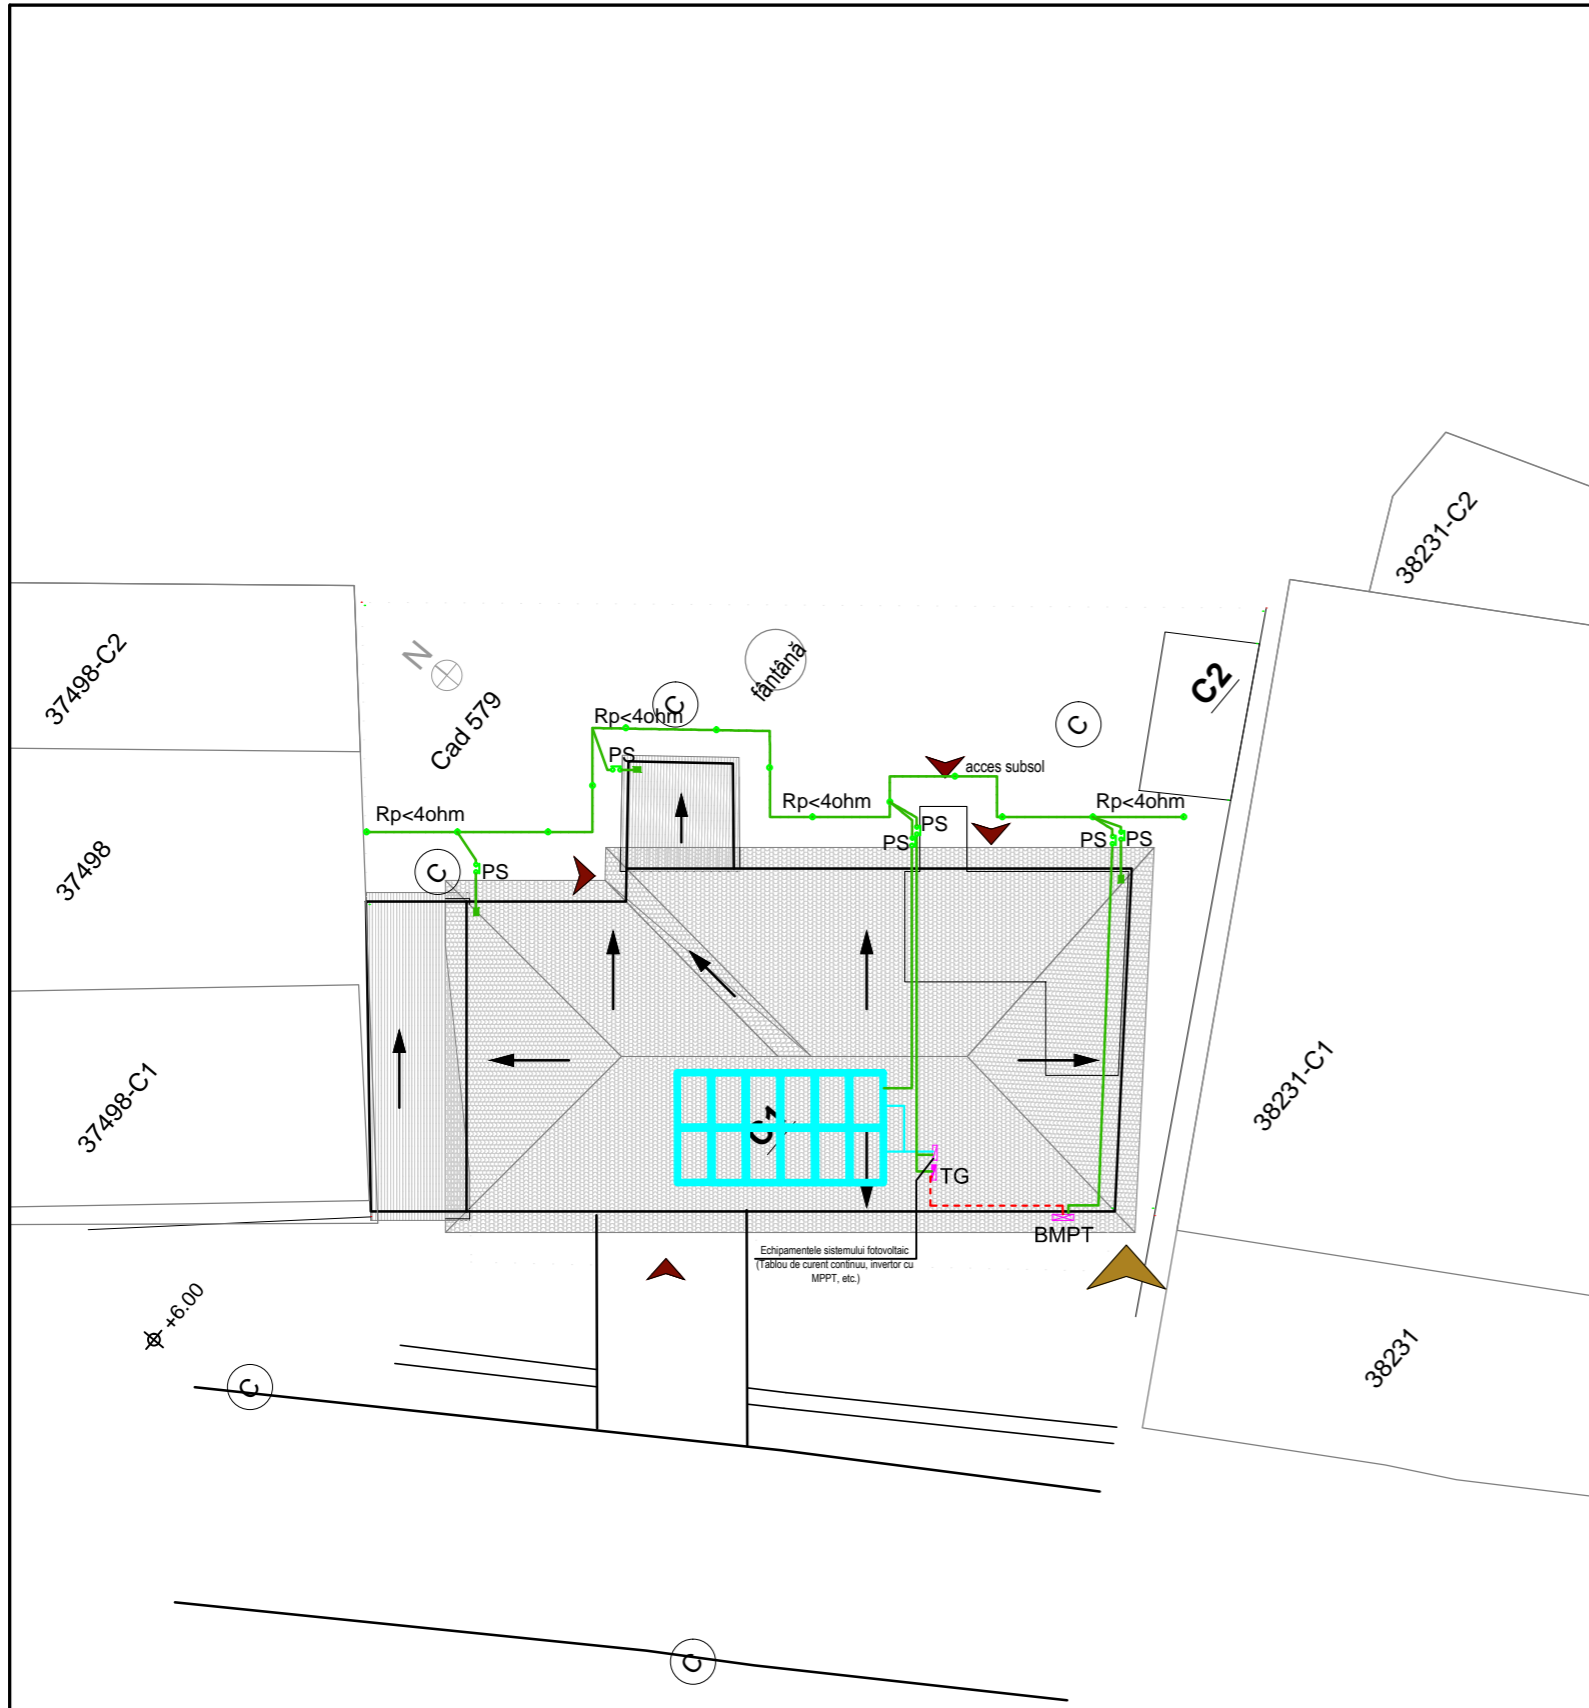 38231-C2
37498-C2
N
Cad 579
fântână
C
C
C2
Rp<4ohm
PS
acces subsol
Rp<4ohm
Rp<4ohm
Rp<4ohm
PS
PS
PS
PS
PS
C
37498
37498-C1
38231-C1
C1
TG
BMPT
Echipamentele sistemului fotovoltaic
(Tablou de curent continuu, invertor cu
MPPT, etc.)
+6.00
38231
C
C